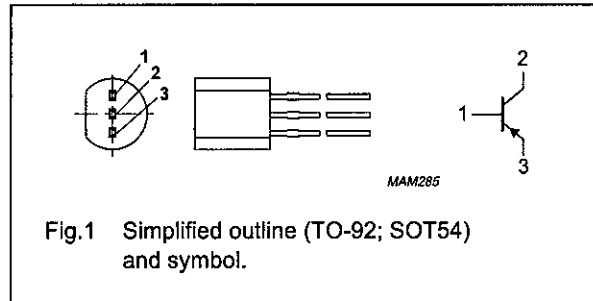 1
2
3
MAM285
2
1
3
Fig.1 Simplified outline (TO-92; SOT54)
and symbol.